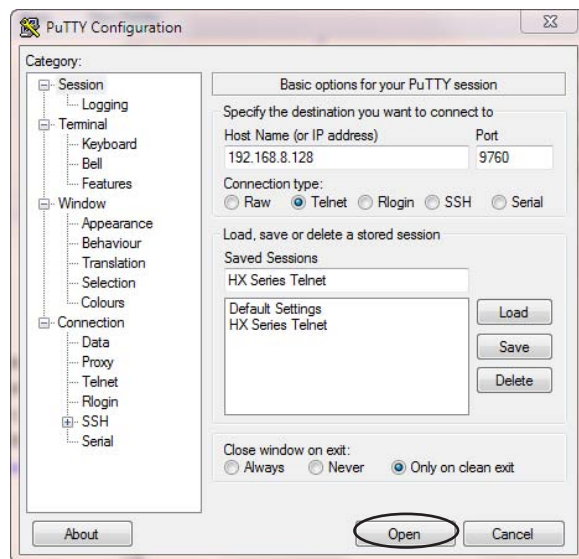 PuTTY Configuration
Category:
Session
Logging
Terminal
Keyboard
Bell
Features
Window
Appearance
Behaviour
Translation
Selection
Colours
Connection
Data
Proxy
Telnet
Rlogin
SSH
Serial
Basic options for your PuTTY session
Specify the destination you want to connect to
Host Name (or IP address) Port
192.168.8.128 9760
Connection type:
Raw Telnet Rlogin SSH Serial
Load, save or delete a stored session
Saved Sessions
HX Series Telnet
Default Settings
HX Series Telnet
Load
Save
Delete
Close window on exit:
Always Never Only on clean exit
About Open Cancel